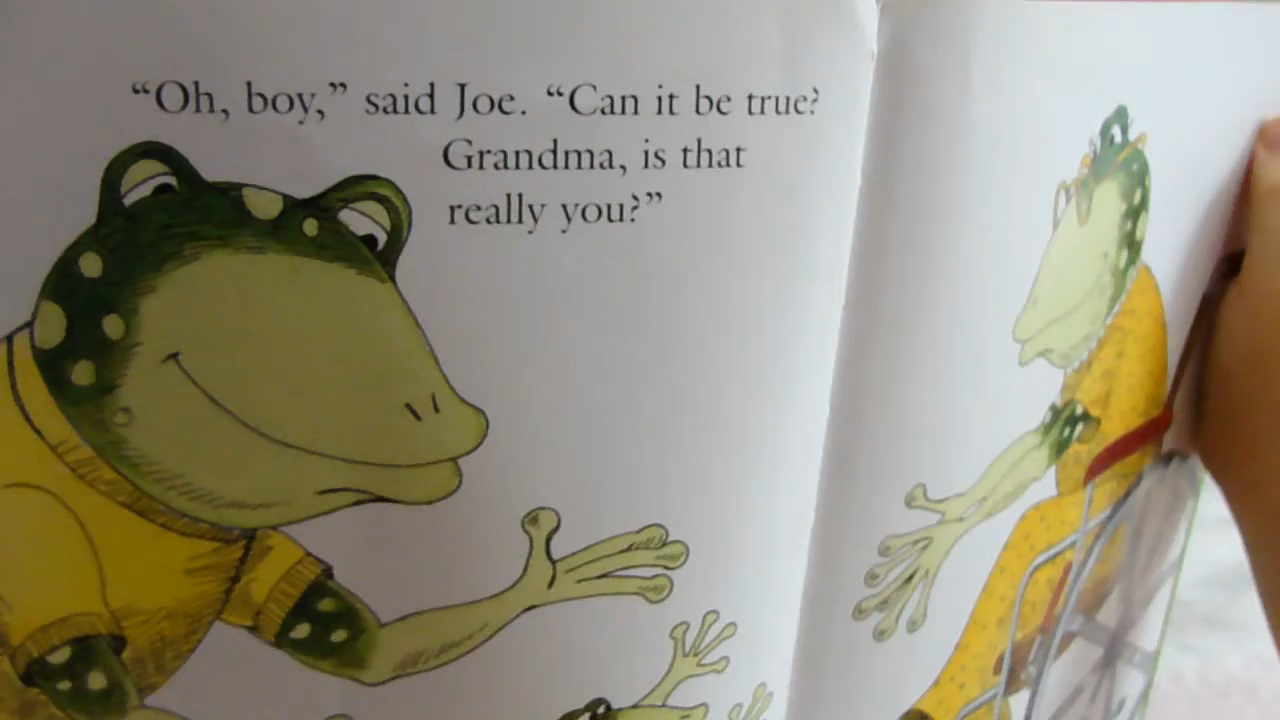 “Oh, boy,” said Joe. “Can it be true?
Grandma, is that
really you?”